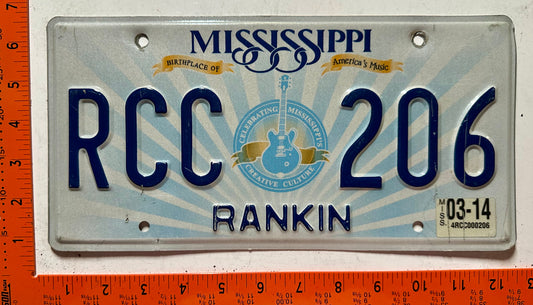 MISSISSIPPI
BIRTHPLACE OF America's Music
RCC 206
CELEBRATING MISSISSIPPI'S
CREATIVE CULTURE
MISS 03-14
4RCC000206
RANKIN